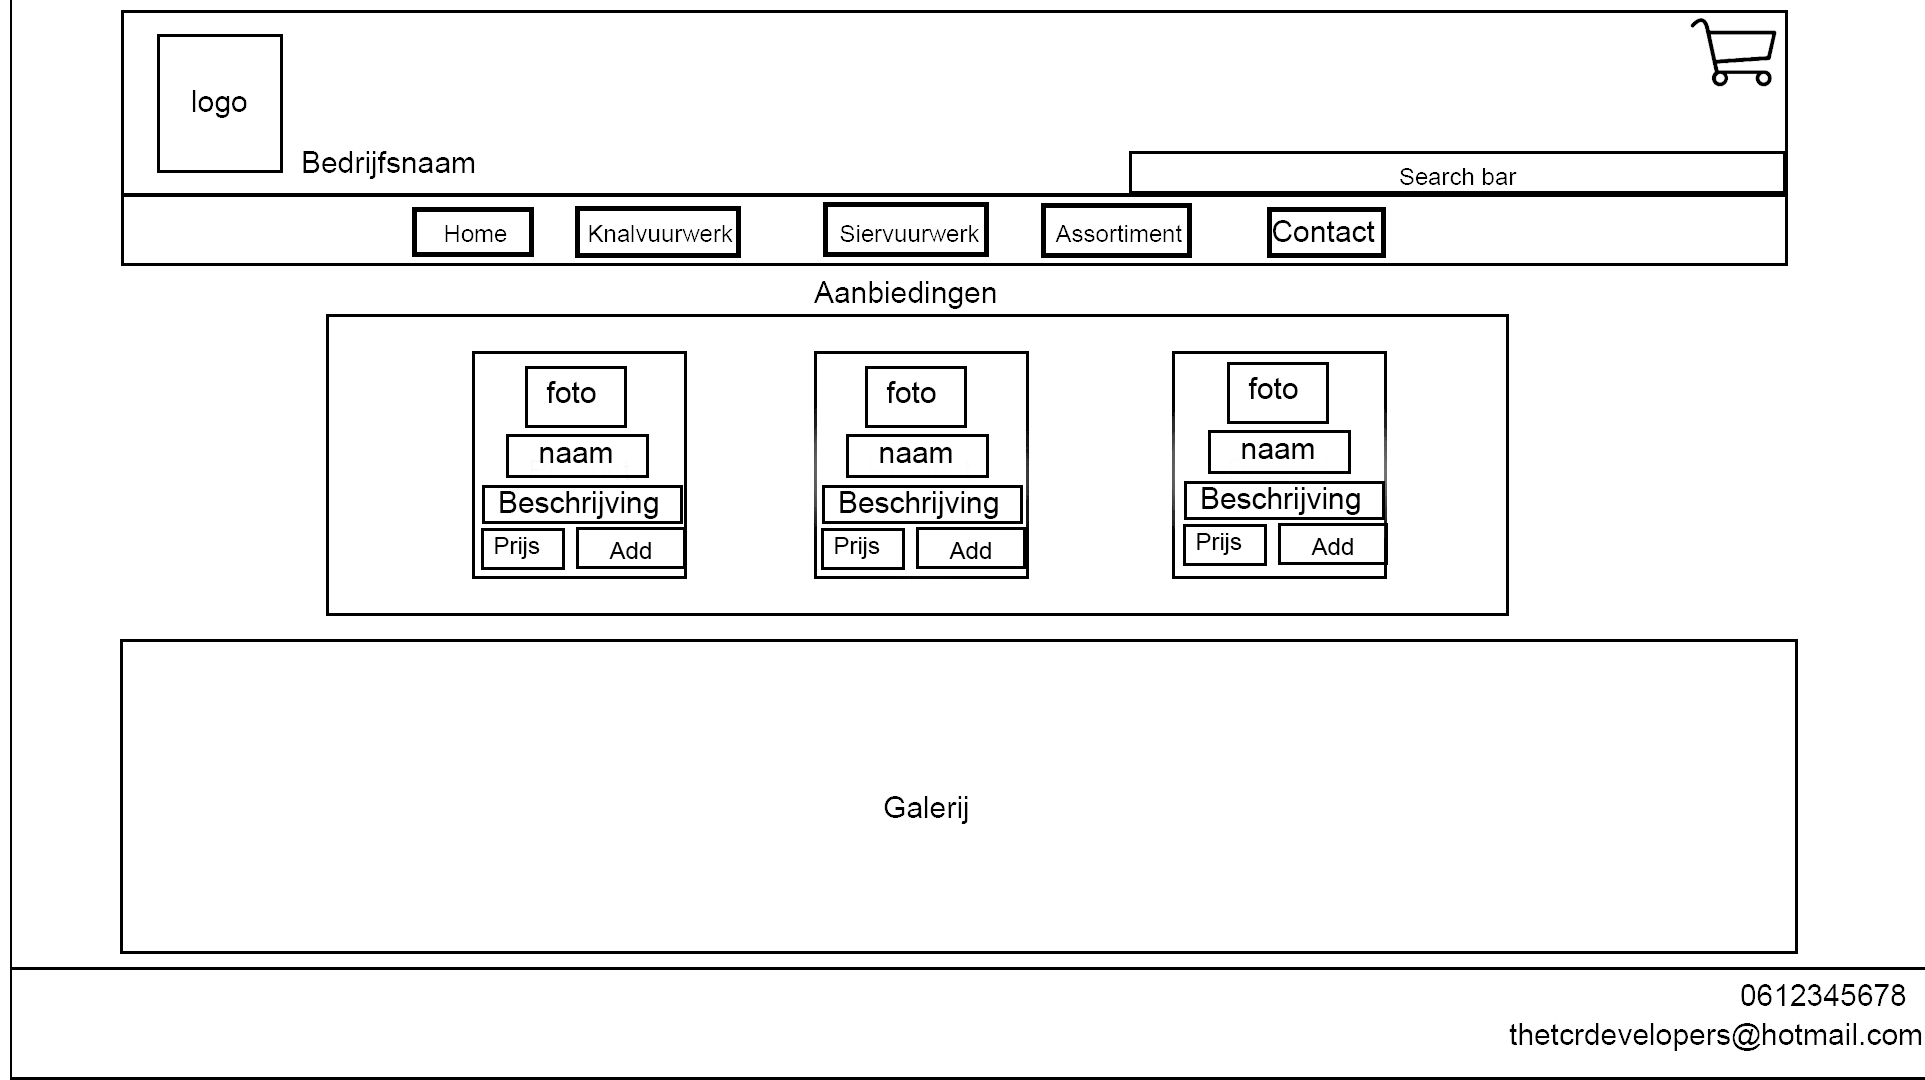 logo
Bedrijfsnaam
Search bar
Home
Knalvuurwerk
Siervuurwerk
Assortiment
Contact
Aanbiedingen
foto
naam
Beschrijving
Prijs
Add
foto
naam
Beschrijving
Prijs
Add
foto
naam
Beschrijving
Prijs
Add
Galerij
0612345678
thetcrdevelopers@hotmail.com